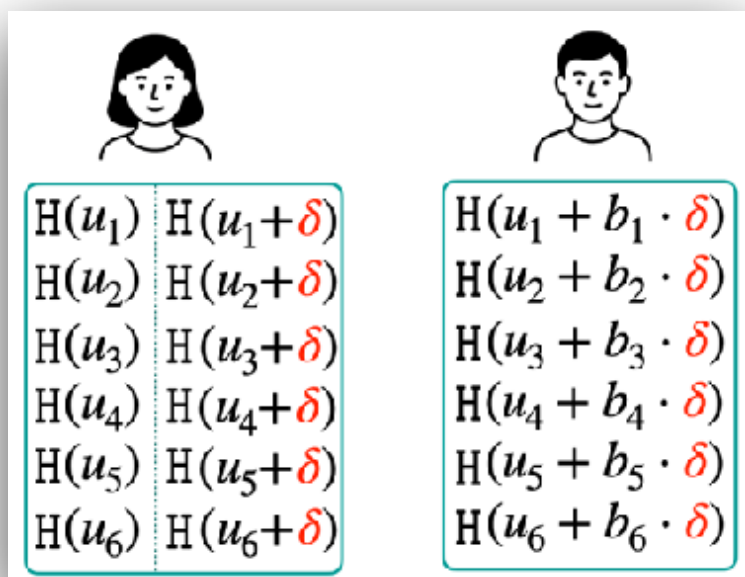 H(u₁) H(u₁+δ)
H(u₂) H(u₂+δ)
H(u₃) H(u₃+δ)
H(u₄) H(u₄+δ)
H(u₅) H(u₅+δ)
H(u₆) H(u₆+δ)
H(u₁ + b₁ · δ)
H(u₂ + b₂ · δ)
H(u₃ + b₃ · δ)
H(u₄ + b₄ · δ)
H(u₅ + b₅ · δ)
H(u₆ + b₆ · δ)